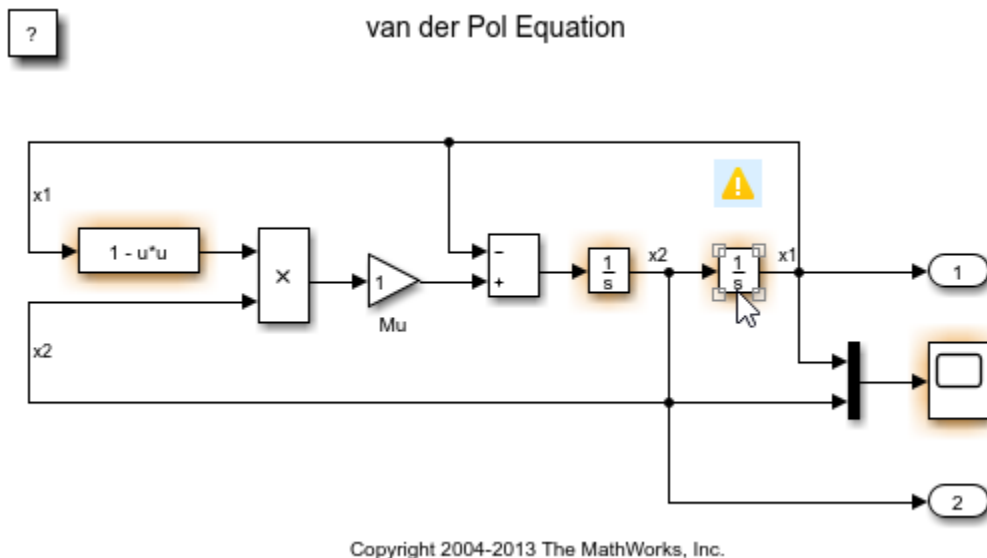 ?
van der Pol Equation
x1
1 - u*u
×
1
Mu
−
+
1
s
x2
1
s
x1
1
x2
2
Copyright 2004-2013 The MathWorks, Inc.